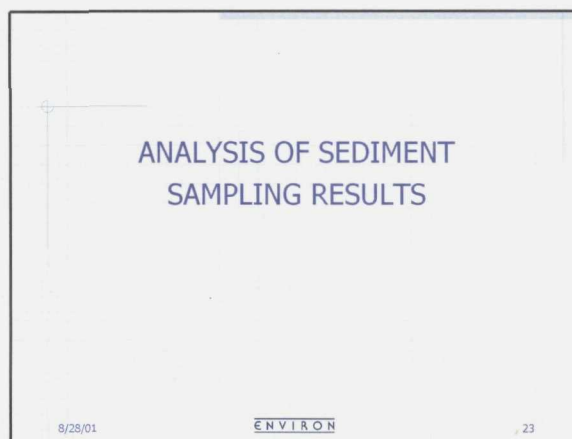 ANALYSIS OF SEDIMENT
SAMPLING RESULTS
8/28/01
ENVIRON
23